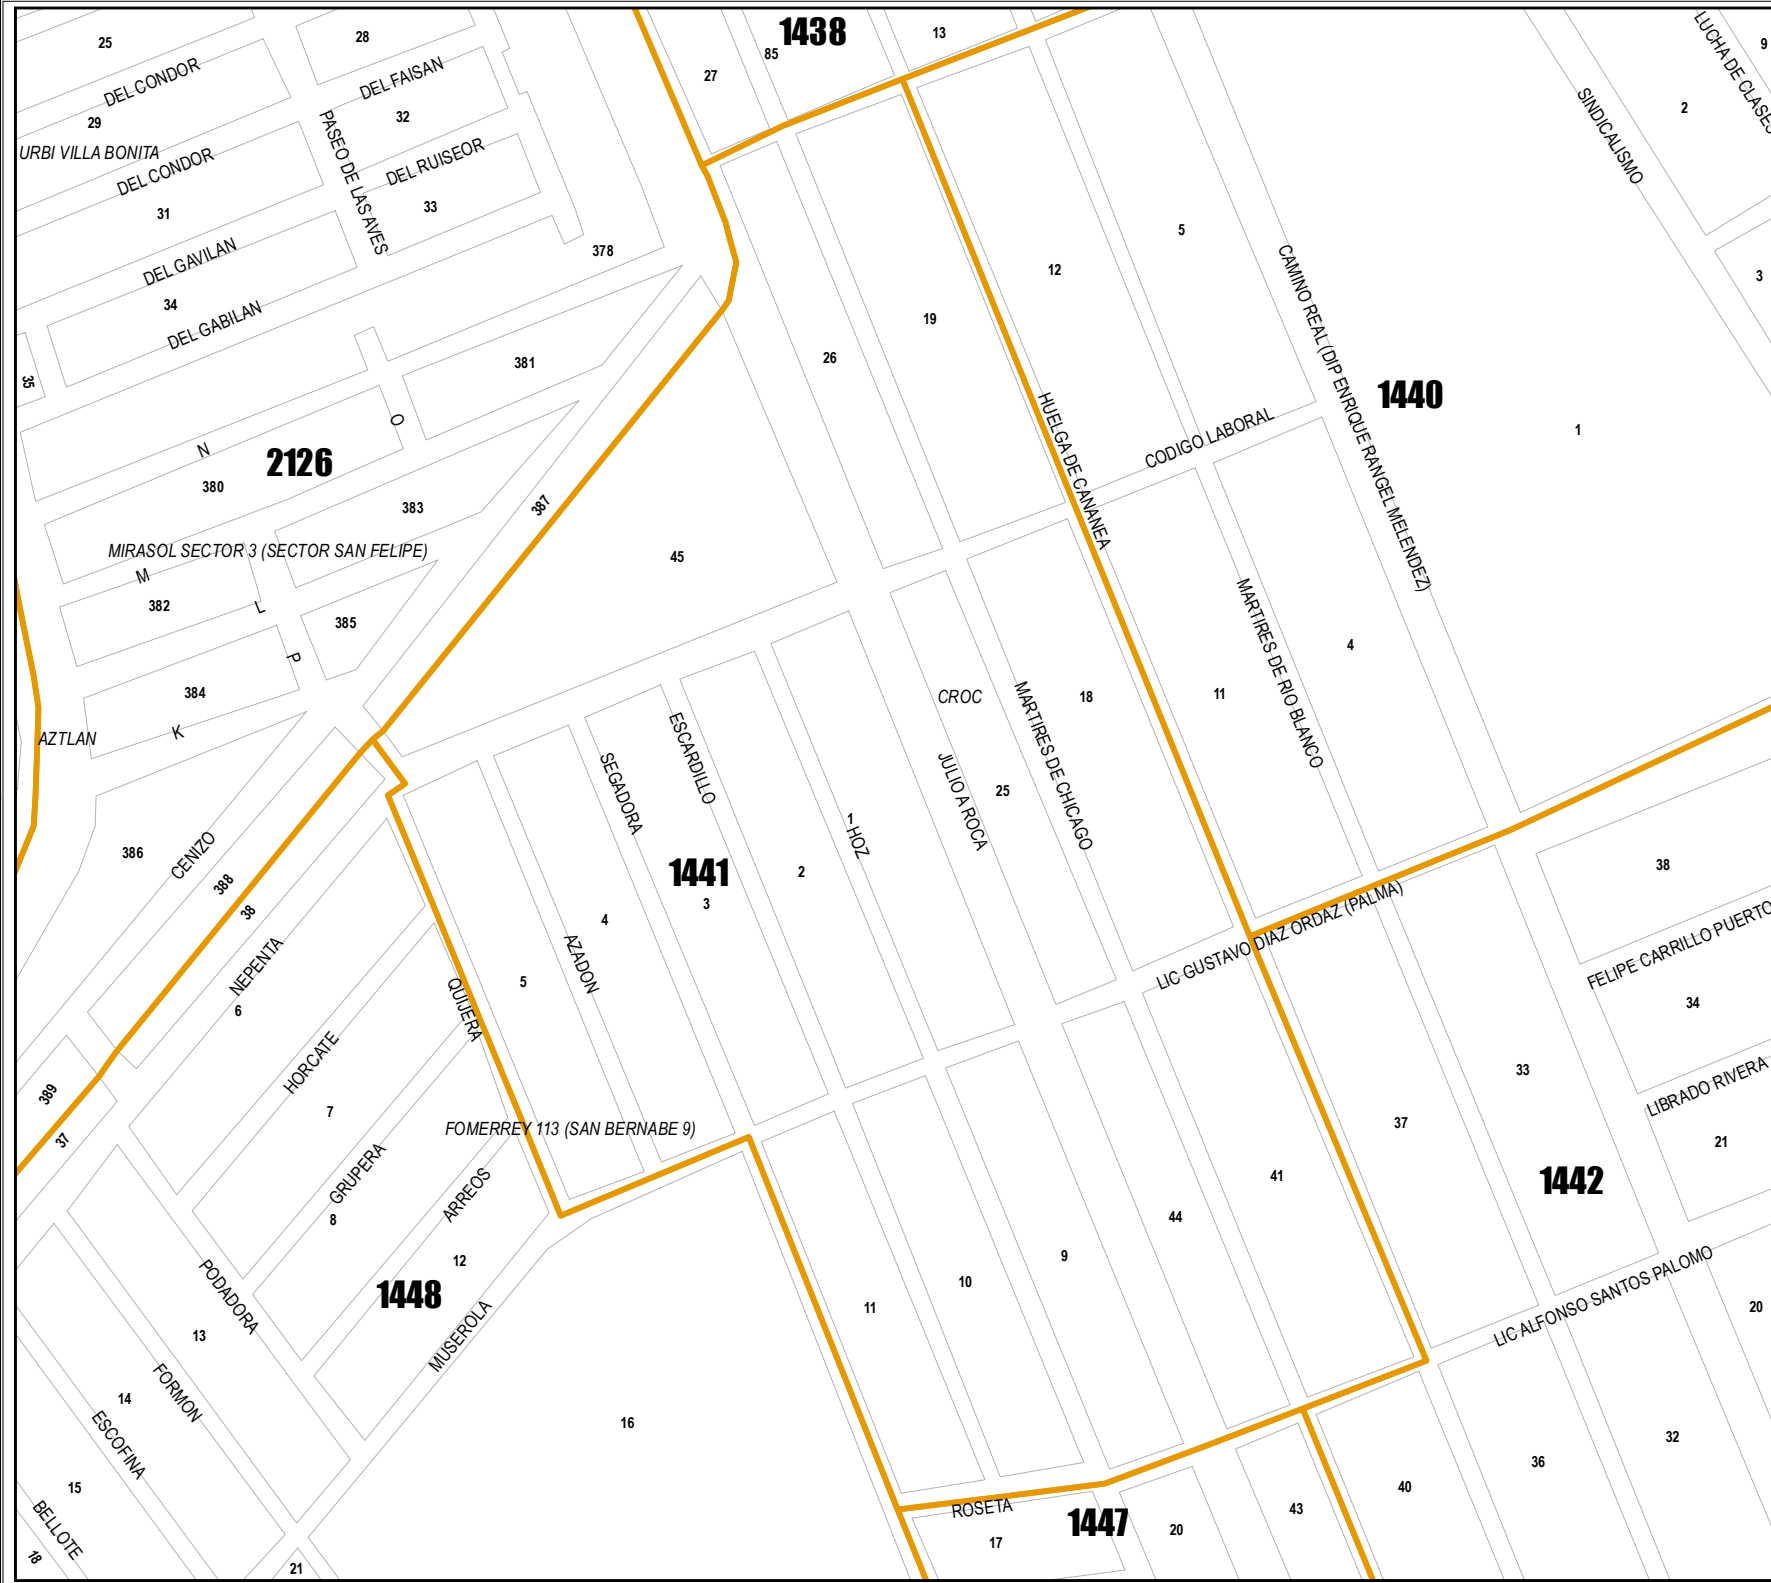 1438
25
28
13
9
85
27
LUCHA DE CLASES
DEL CONDOR
DEL FAISAN
29
32
2
SINDICALISMO
URBI VILLA BONITA
PASEO DE LAS AVES
DEL CONDOR
DEL RUISEOR
31
33
5
378
12
3
DEL GAVILAN
34
DEL GABILAN
19
CAMINO REAL (DIP ENRIQUE RANGEL MELENDEZ)
26
381
35
1440
O
1
HUELGA DE CANANEA
CODIGO LABORAL
N
2126
380
383
387
MIRASOL SECTOR 3 (SECTOR SAN FELIPE)
45
M
382
L
385
MARTIRES DE RIO BLANCO
4
P
384
K
CROC
MARTIRES DE CHICAGO
18
11
AZTLAN
ESCARDILLO
SEGADORA
JULIO A ROCA
25
1
HOZ
386
CENIZO
388
1441
2
3
38
38
4
5
AZADON
LIC GUSTAVO DIAZ ORDAZ (PALMA)
FELIPE CARRILLO PUERTO
NEPENTA
6
QUIJERA
34
HORCATE
33
LIBRADO RIVERA
389
7
37
FOMERREY 113 (SAN BERNABE 9)
37
21
GRUPERA
ARREOS
8
41
1442
44
12
9
10
11
LIC ALFONSO SANTOS PALOMO
20
PODADORA
1448
13
MUSEROLA
14
FORMON
16
ESCOFINA
32
36
15
40
BELLOTE
ROSETA
1447
43
20
17
18
21